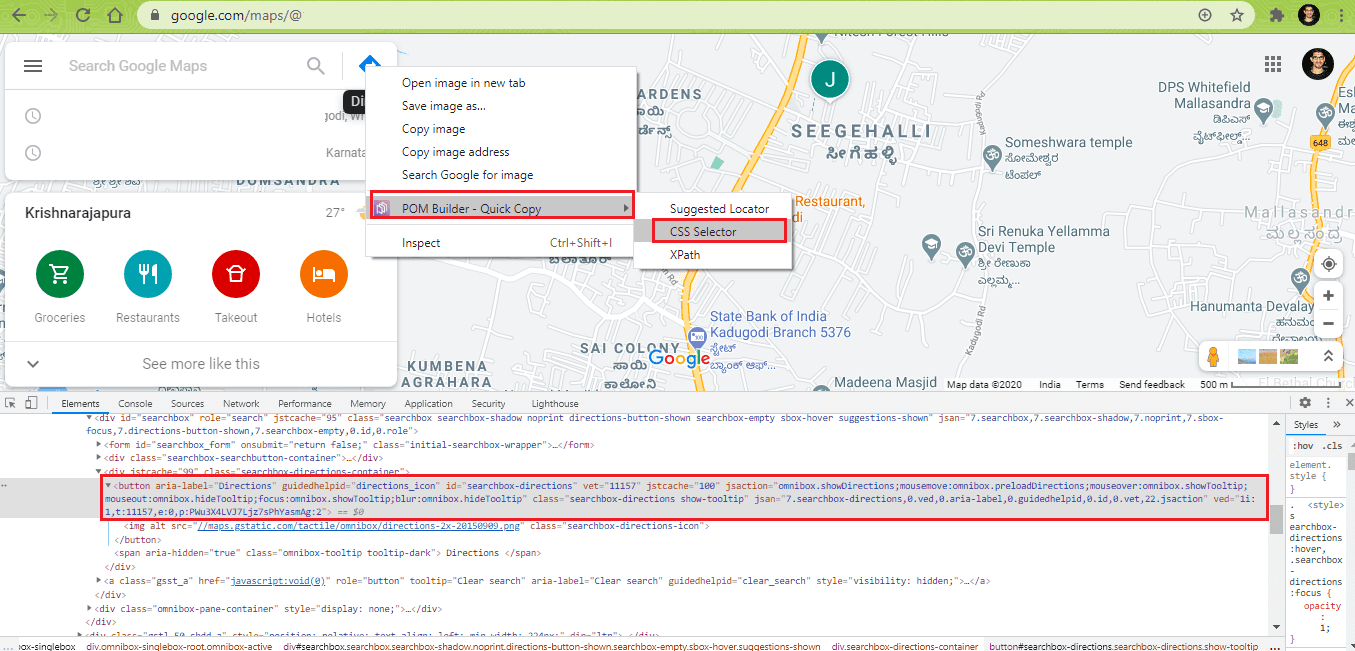 google.com/maps/@
Search Google Maps
Karnata
Krishnarajapura
27°
Groceries
Restaurants
Takeout
Hotels
See more like this
Open image in new tab
Save image as...
Copy image
Copy image address
Search Google for image
POM Builder - Quick Copy
Inspect
Ctrl+Shift+I
Suggested Locator
CSS Selector
XPath
J
SEEGEHALLI
ಸೀಗೆಹಳ್ಳಿ
DPS Whitefield
Mallasandra
648
Someshwara temple
ಸೋಮೇಶ್ವರ
ಟೆಂಪಲ್
Restaurant,
Kadugodi Rd
Sri Renuka Yellamma
Devi Temple
ಶ್ರೀ ರೇಣುಕಾ
ಎಲ್ಲಮ್ಮ...
Mallasandr
ಮಲ್ಲಸಂದ್ರ
Hanumanta Devalay
State Bank of India
Kadugodi Branch 5376
ಸ್ಟೇಟ್
ಬ್ಯಾಂಕ್ ಆಫ್...
Kadugodi Rd
SAI COLONY
ಸಾಯಿ
ಕಾಲೋನಿ
KUMBENA
AGRAHARA
Google
Madeena Masjid
Map data ©2020
India
Terms
Send feedback
500 m
Elements
Console
Sources
Network
Performance
Memory
Application
Security
Lighthouse
<div id="searchbox" role="search" jstcache="95" class="searchbox searchbox-shadow noprint directions-button-shown searchbox-empty sbox-hover suggestions-shown" jsan="7.searchbox,7.searchbox-shadow,7.noprint,7.sbox-
focus,7.directions-button-shown,7.searchbox-empty,0.id,0.role">
<form id="searchbox_form" onsubmit="return false;" class="initial-searchbox-wrapper">…</form>
<div class="searchbox-searchbutton-container">…</div>
<div jstcache="99" class="searchbox-directions-container">
<button aria-label="Directions" guidedhelpid="directions_icon" id="searchbox-directions" vet="11157" jstcache="100" jsaction="omnibox.showDirections;mousemove:omnibox.preloadDirections;mouseover:omnibox.showTooltip;
mouseout:omnibox.hideTooltip;focus:omnibox.showTooltip;blur:omnibox.hideTooltip" class="searchbox-directions show-tooltip" jsan="7.searchbox-directions,0.ved,0.aria-label,0.guidedhelpid,0.id,0.vet,22.jsaction" ved="1i:
1,t:11157,e:0,p:PWu3X4LVJ7Ljz7sPhYasmAg:2"> == $0
<img alt src="//maps.gstatic.com/tactile/omnibox/directions-2x-20150909.png" class="searchbox-directions-icon">
</button>
<span aria-hidden="true" class="omnibox-tooltip tooltip-dark"> Directions </span>
</div>
<a class="gsst_a" href="javascript:void(0)" role="button" tooltip="Clear search" aria-label="Clear search" guidedhelpid="clear_search" style="visibility: hidden;">…</a>
</div>
<div class="omnibox-pane-container" style="display: none;">…</div>
</div>
Styles
:hov .cls
element.
style {
}
. <style>
s
earchbox-
directions
:hover,
.searchbox
-
directions
:focus {
opacity
:
1;
}
div.omnibox-singlebox-root.omnibox-active
div#searchbox.searchbox.searchbox-shadow.noprint.directions-button-shown.searchbox-empty.sbox-hover.suggestions-shown
div.searchbox-directions-container
button#searchbox-directions.searchbox-directions.show-tooltip